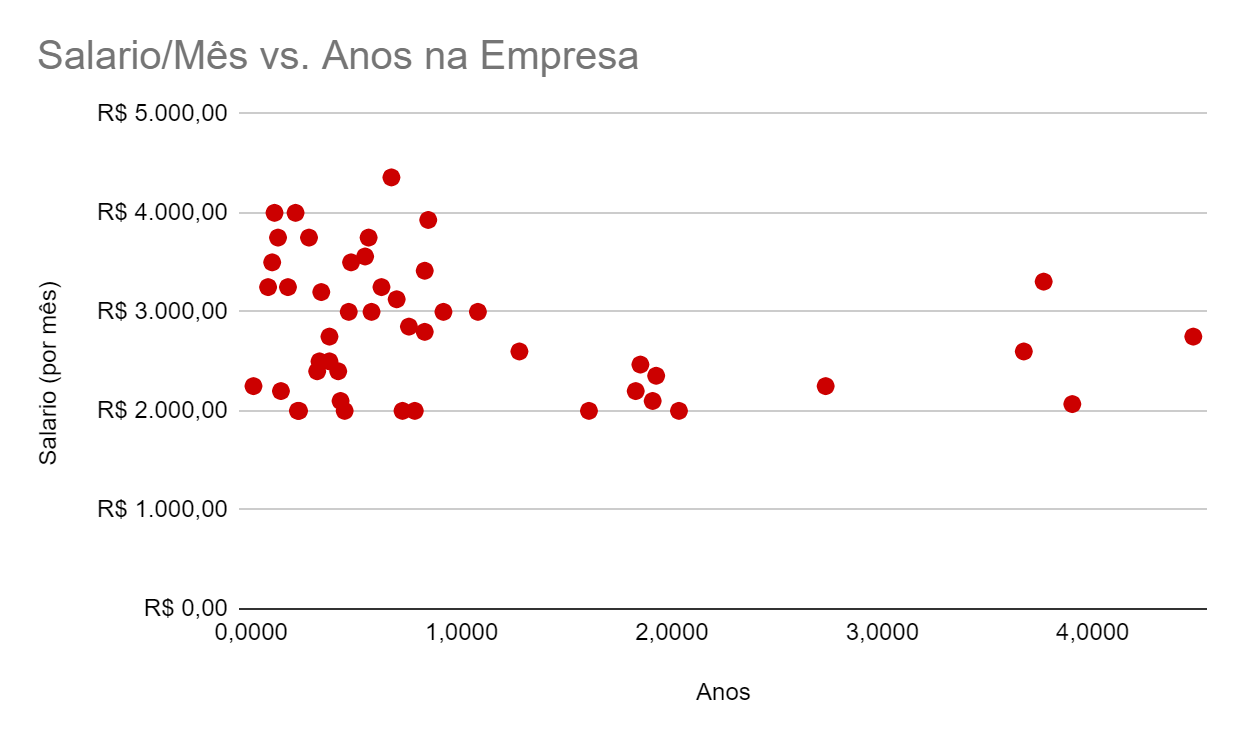 Salario/Mês vs. Anos na Empresa
R$ 5.000,00
R$ 4.000,00
R$ 3.000,00
R$ 2.000,00
R$ 1.000,00
R$ 0,00
Salario (por mês)
0,0000 1,0000 2,0000 3,0000 4,0000
Anos